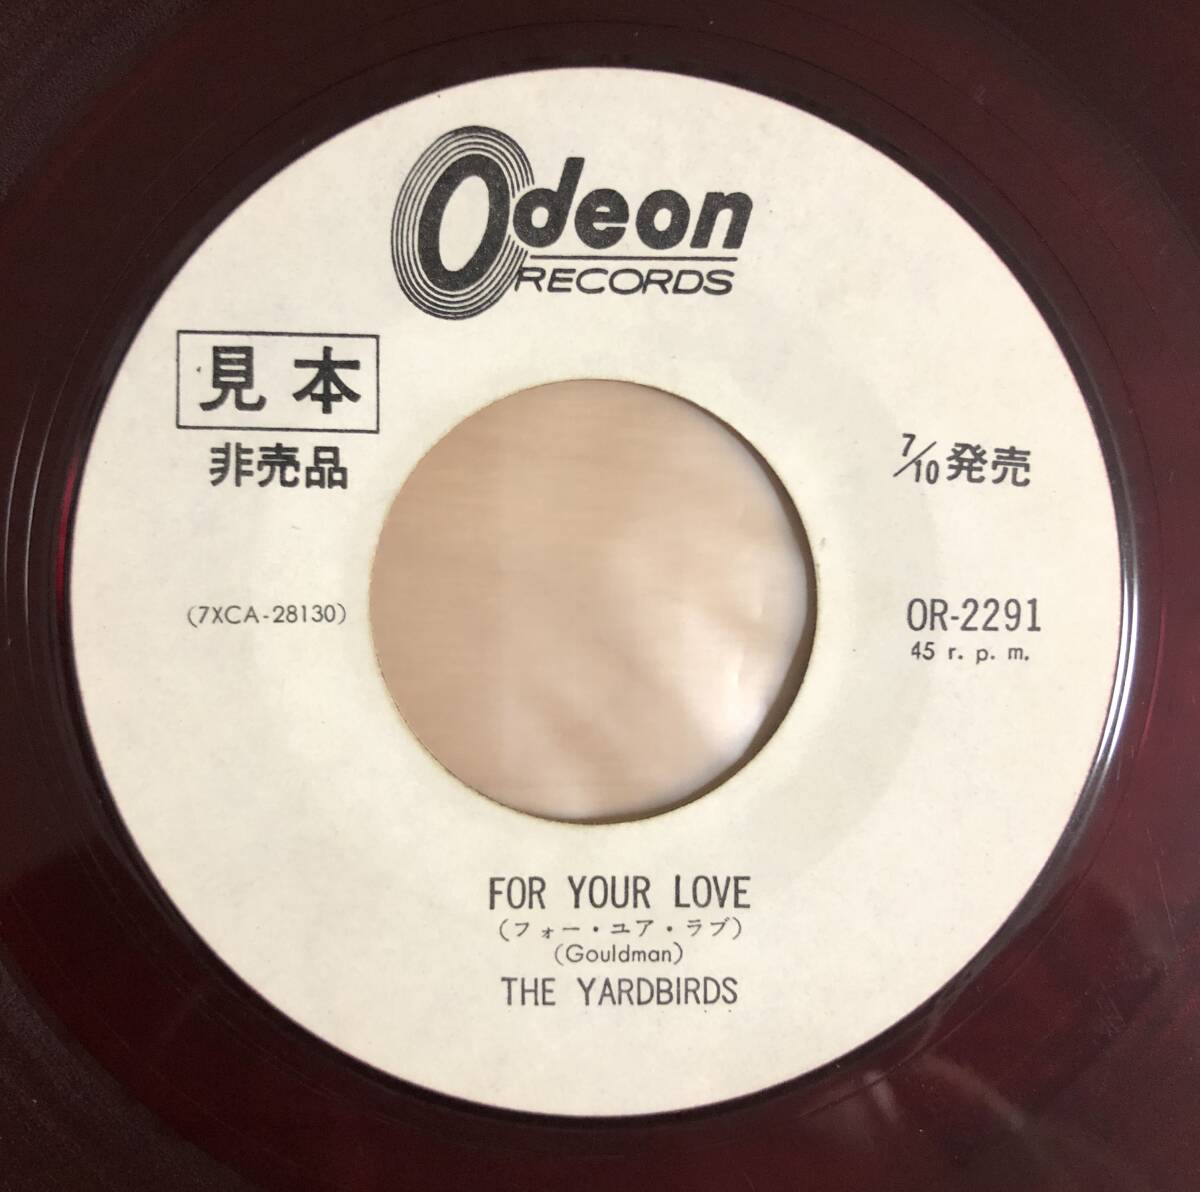 Odeon
RECORDS
見本
非売品
7/10発売
(7XCA-28130)
OR-2291
45 r. p. m.
FOR YOUR LOVE
(フォー・ユア・ラブ)
(Gouldman)
THE YARDBIRDS